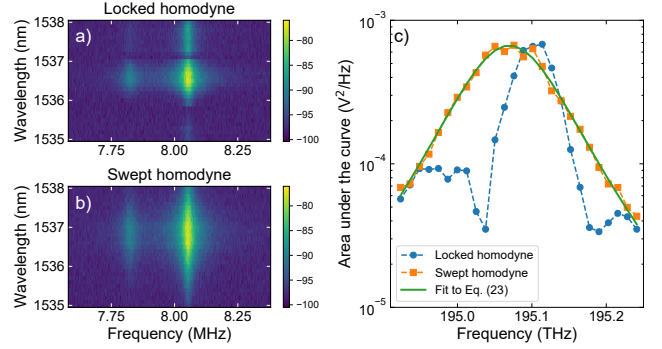 Locked homodyne
a)
Wavelength (nm)
1538
1537
1536
1535
7.75
8.00
8.25
−80
−85
−90
−95
−100
Swept homodyne
b)
Wavelength (nm)
1538
1537
1536
1535
7.75
8.00
8.25
Frequency (MHz)
−80
−85
−90
−95
−100
c)
Area under the curve (V²/Hz)
10⁻³
10⁻⁴
10⁻⁵
Locked homodyne
Swept homodyne
Fit to Eq. (23)
195.0
195.1
195.2
Frequency (THz)